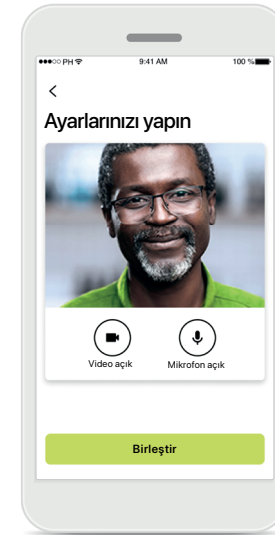 PH 9:41 AM 100 %
Ayarlarınızı yapın
Video açık Mikrofon açık
Birleştir